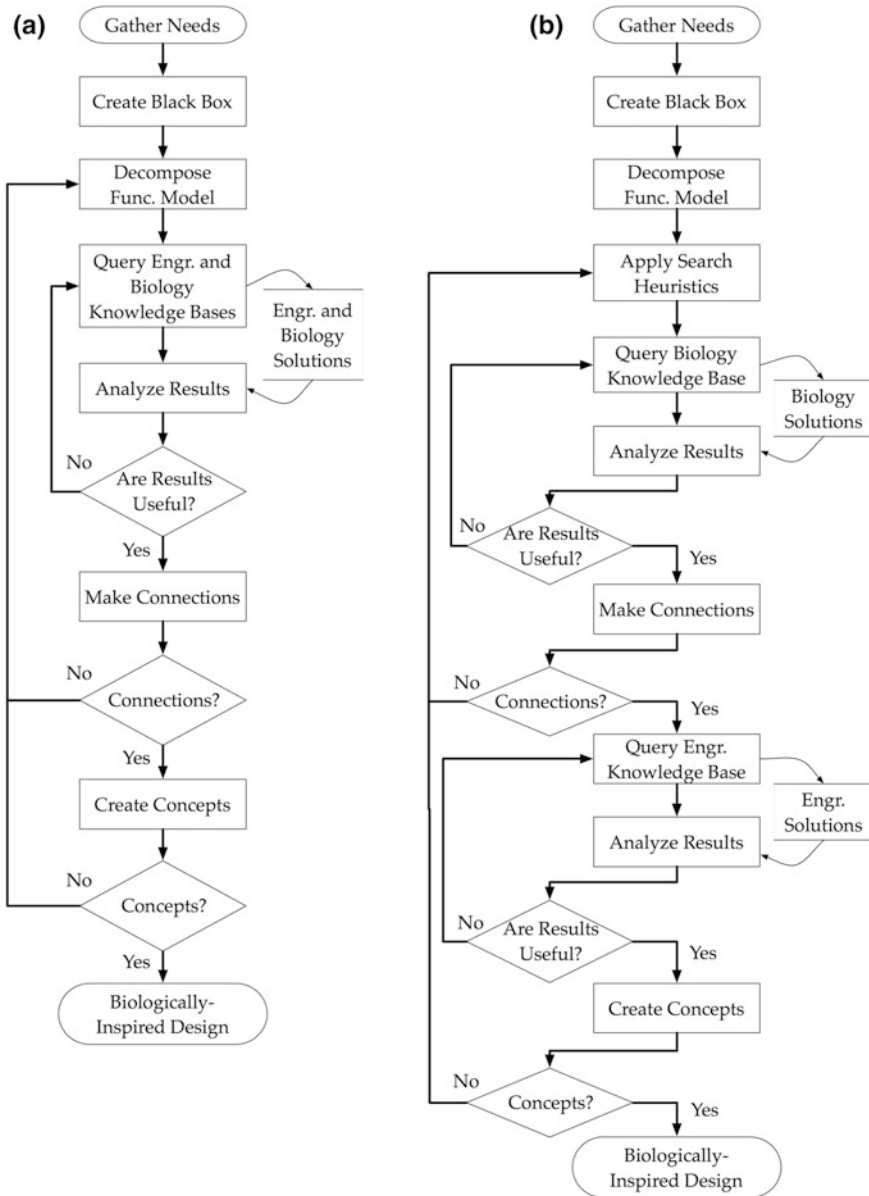 (a)
Gather Needs
Create Black Box
Decompose
Func. Model
Query Engr. and
Biology
Knowledge Bases
Engr. and
Biology
Solutions
Analyze Results
No
Are Results
Useful?
Yes
Make Connections
No
Connections?
Yes
Create Concepts
No
Concepts?
Yes
Biologically-
Inspired Design
(b)
Gather Needs
Create Black Box
Decompose
Func. Model
Apply Search
Heuristics
Query Biology
Knowledge Base
Biology
Solutions
Analyze Results
No
Are Results
Useful?
Yes
Make Connections
No
Connections?
Yes
Query Engr.
Knowledge Base
Engr.
Solutions
Analyze Results
No
Are Results
Useful?
Yes
Create Concepts
No
Concepts?
Yes
Biologically-
Inspired Design